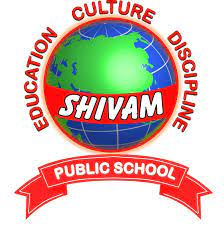 EDUCATION CULTURE DISCIPLINE
SHIVAM
PUBLIC SCHOOL